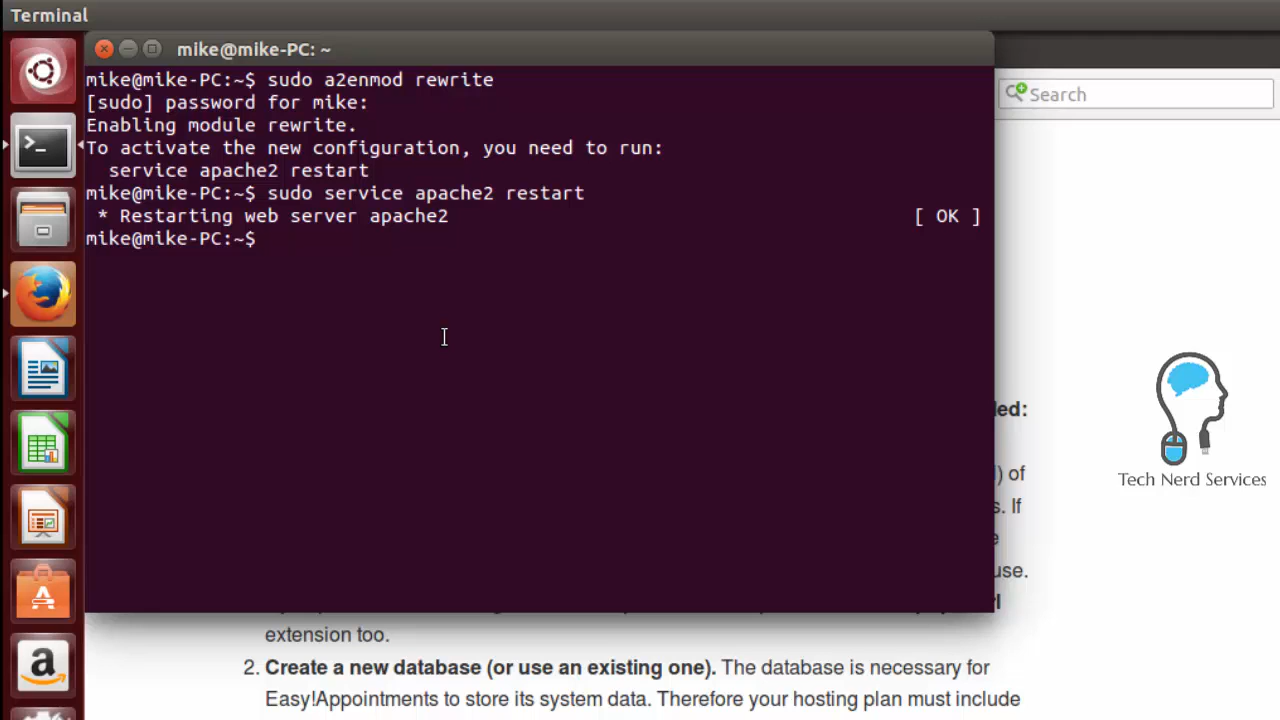 Terminal
mike@mike-PC: ~
mike@mike-PC:~$ sudo a2enmod rewrite
[sudo] password for mike:
Enabling module rewrite.
To activate the new configuration, you need to run:
  service apache2 restart
mike@mike-PC:~$ sudo service apache2 restart
 * Restarting web server apache2 [ OK ]
mike@mike-PC:~$
Search
led:
) of
s. If
e
use.
extension too.
2. Create a new database (or use an existing one). The database is necessary for
Easy!Appointments to store its system data. Therefore your hosting plan must include
Tech Nerd Services